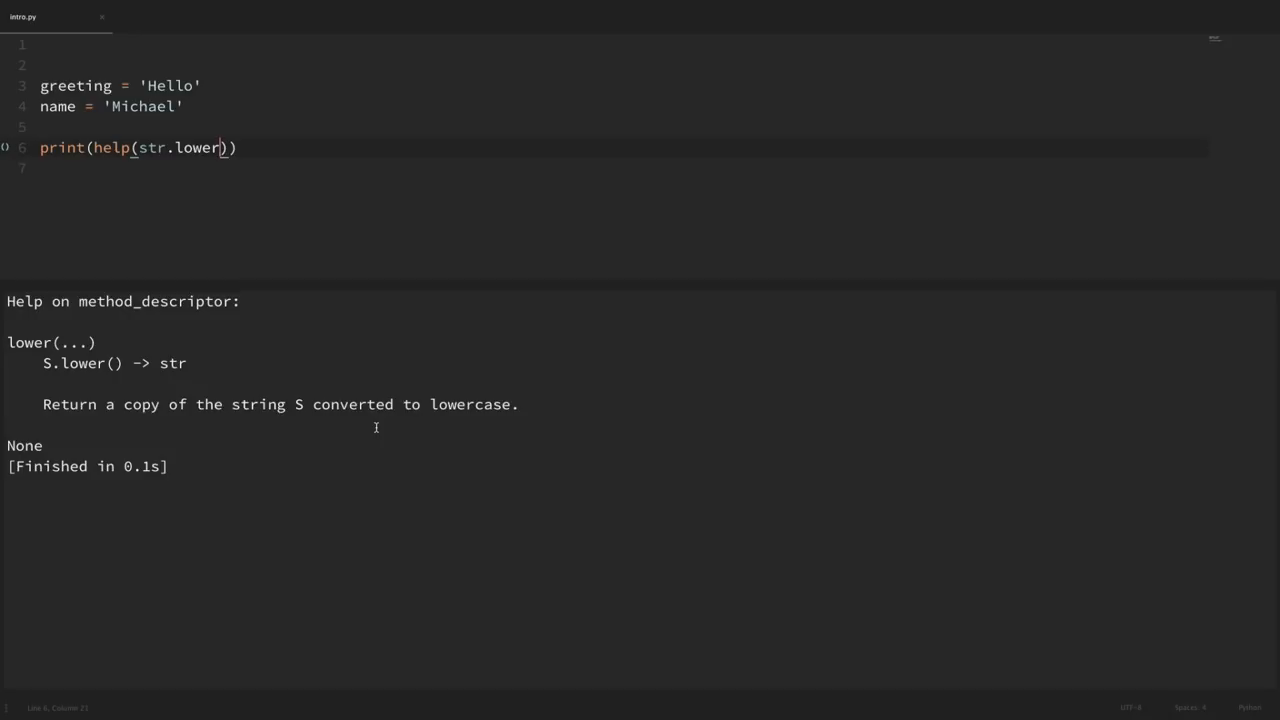 intro.py ×
1
2
3 greeting = 'Hello'
4 name = 'Michael'
5
() 6 print(help(str.lower))
7
Help on method_descriptor:
lower(...)
S.lower() -> str
Return a copy of the string S converted to lowercase.
None
[Finished in 0.1s]
Line 6, Column 21 UTF-8 Spaces: 4 Python